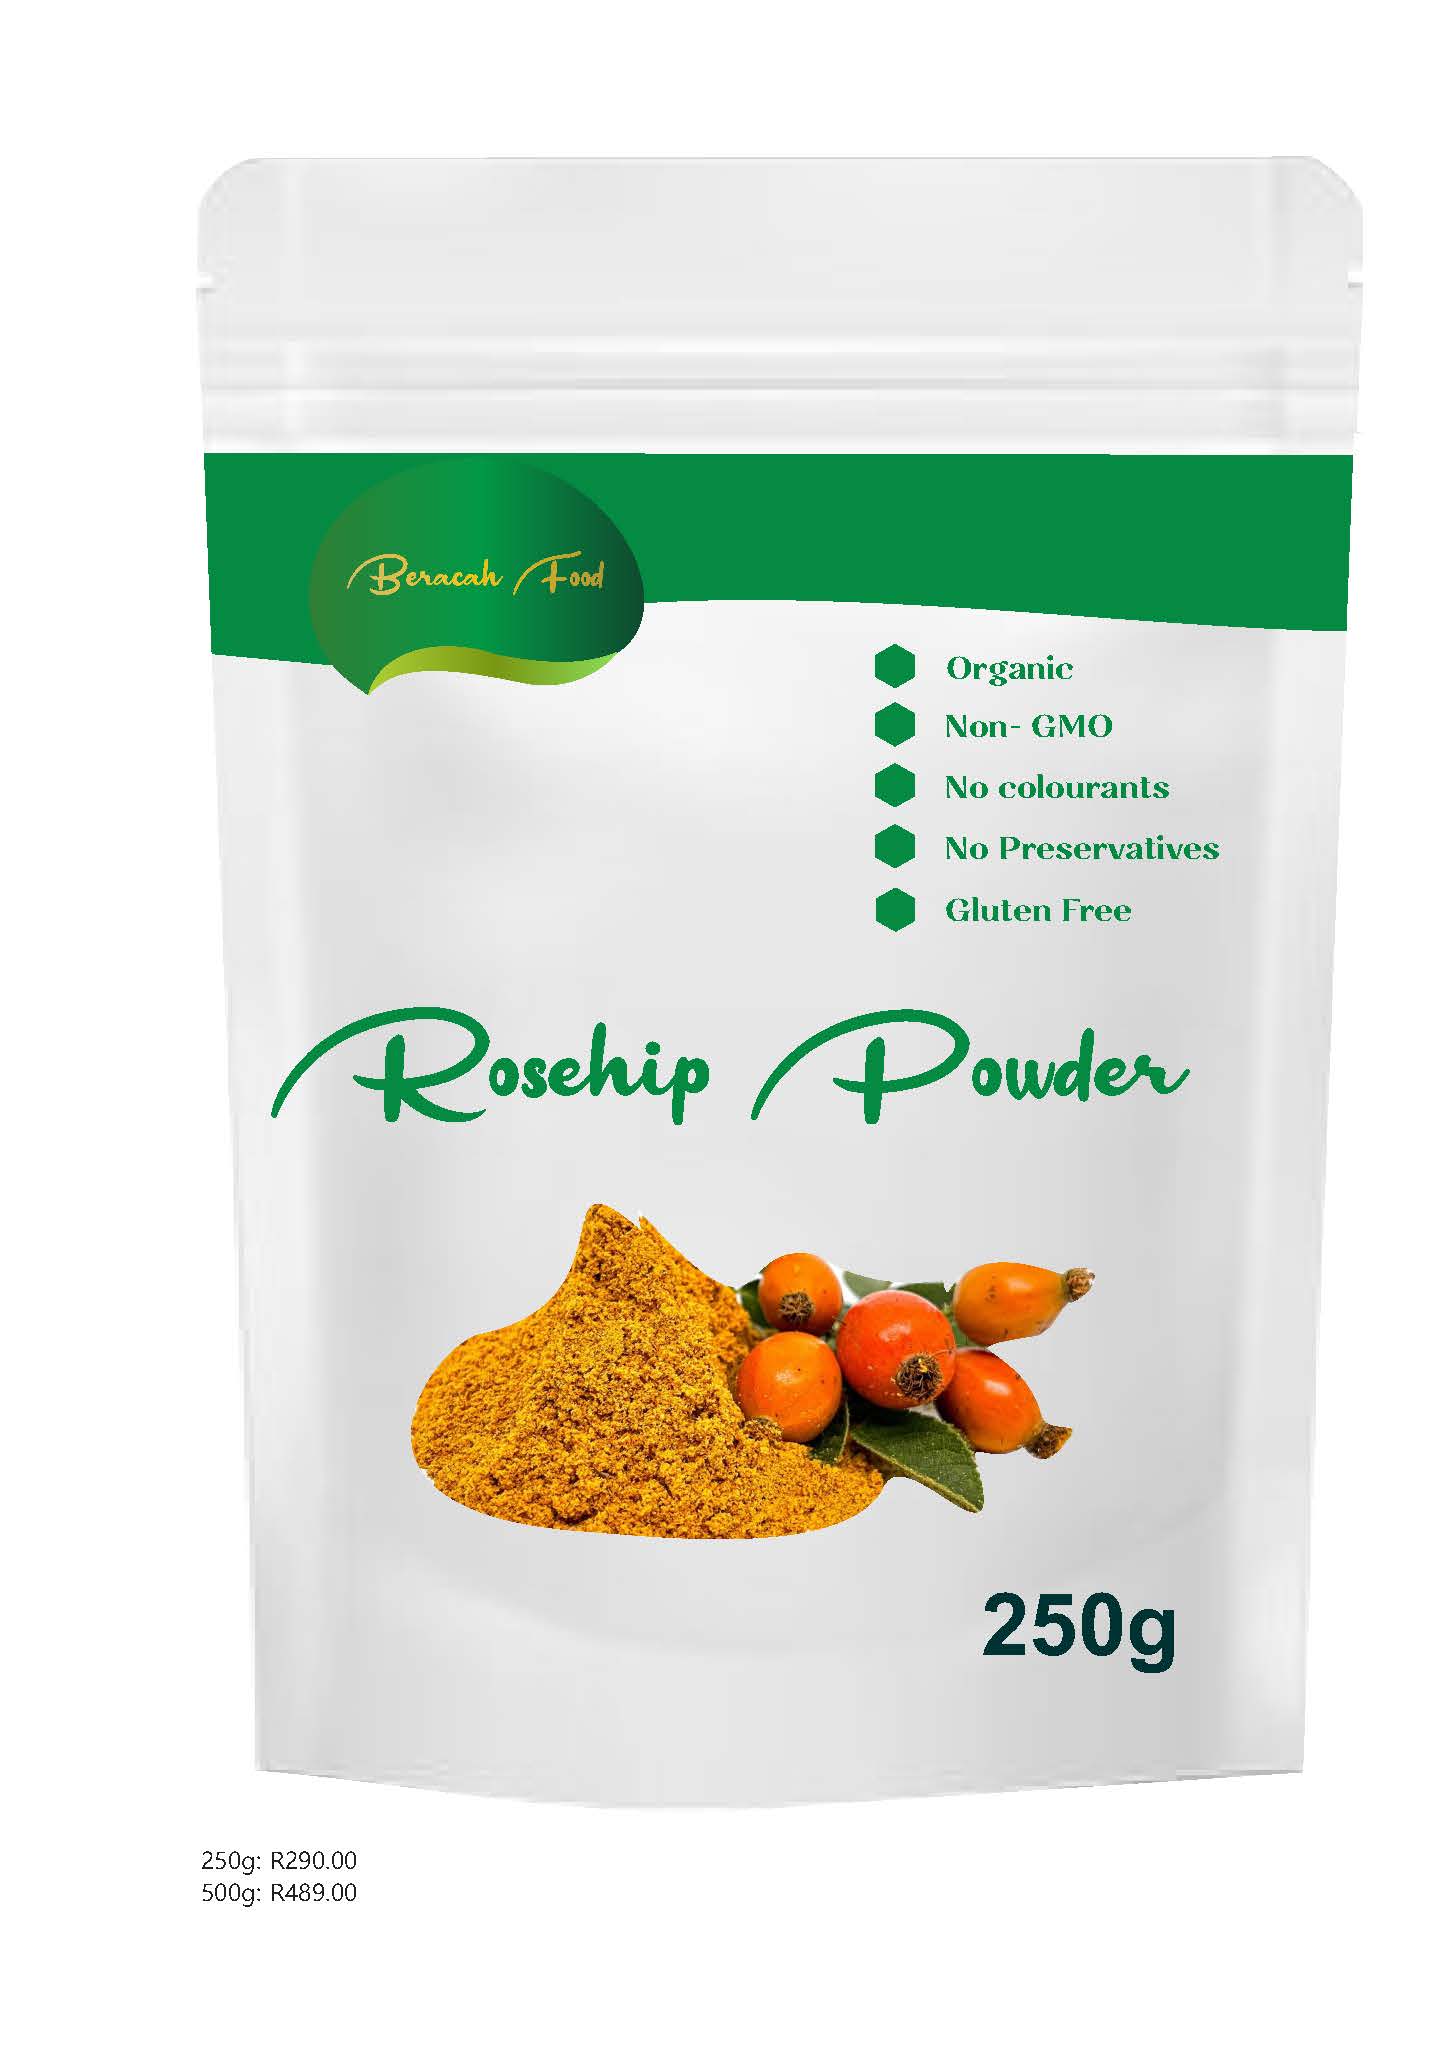 Beracah Food
Organic
Non- GMO
No colourants
No Preservatives
Gluten Free
Rosehip Powder
250g
250g: R290.00
500g: R489.00